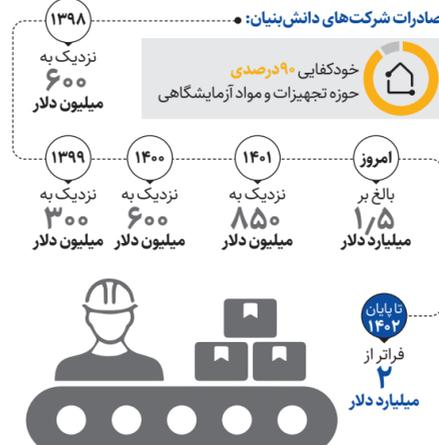 صادرات شرکت‌های دانش‌بنیان:
۱۳۹۸
نزدیک به
۶۰۰
میلیون دلار
خودکفایی ۹۰درصدی
حوزه تجهیزات و مواد آزمایشگاهی
امروز
بالغ بر
۱/۵
میلیارد دلار
۱۴۰۱
نزدیک به
۸۵۰
میلیون دلار
۱۴۰۰
نزدیک به
۶۰۰
میلیون دلار
۱۳۹۹
نزدیک به
۳۰۰
میلیون دلار
تا پایان
۱۴۰۲
فراتر از
۲
میلیارد دلار